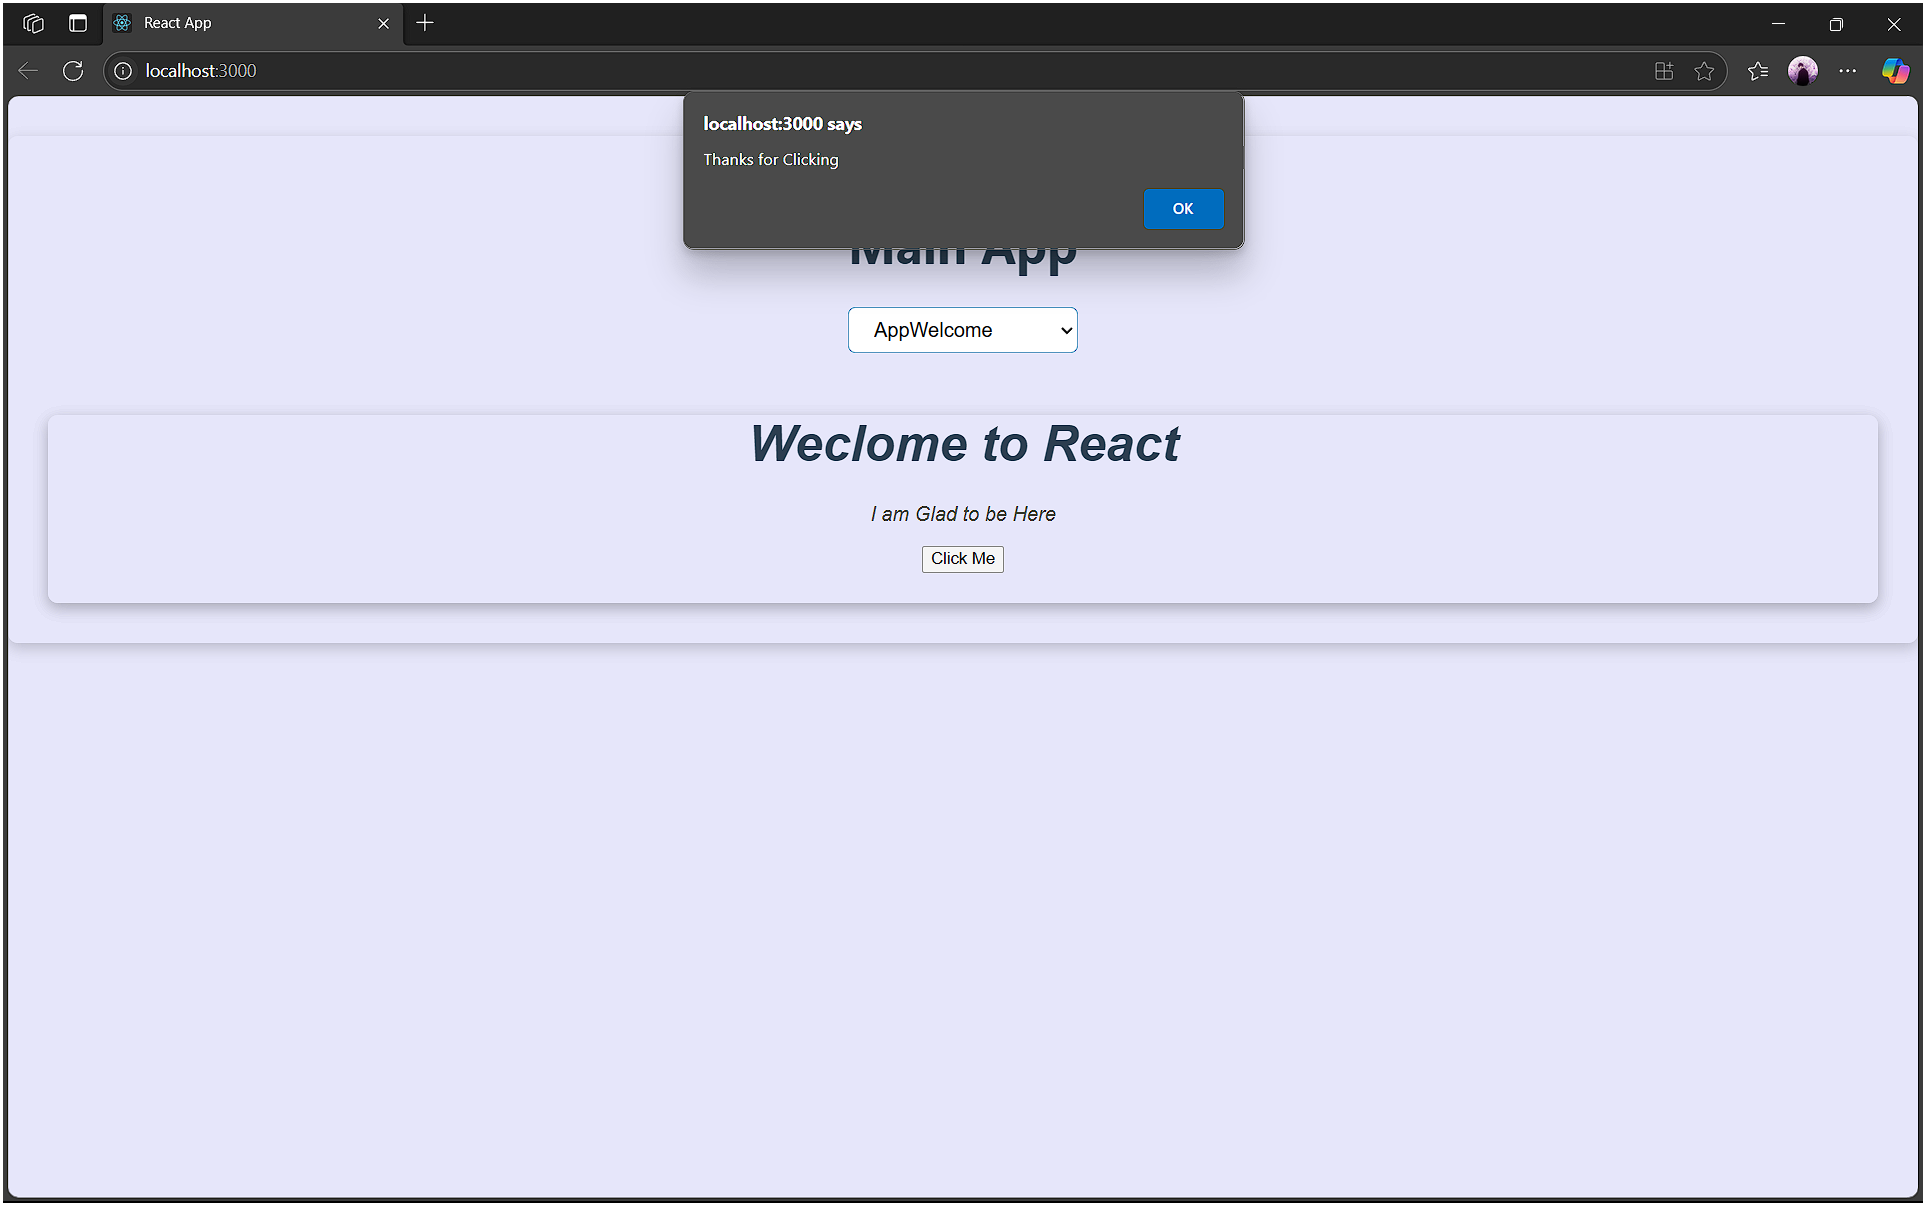 React App
localhost:3000
localhost:3000 says
Thanks for Clicking
OK
Main App
AppWelcome
Weclome to React
I am Glad to be Here
Click Me